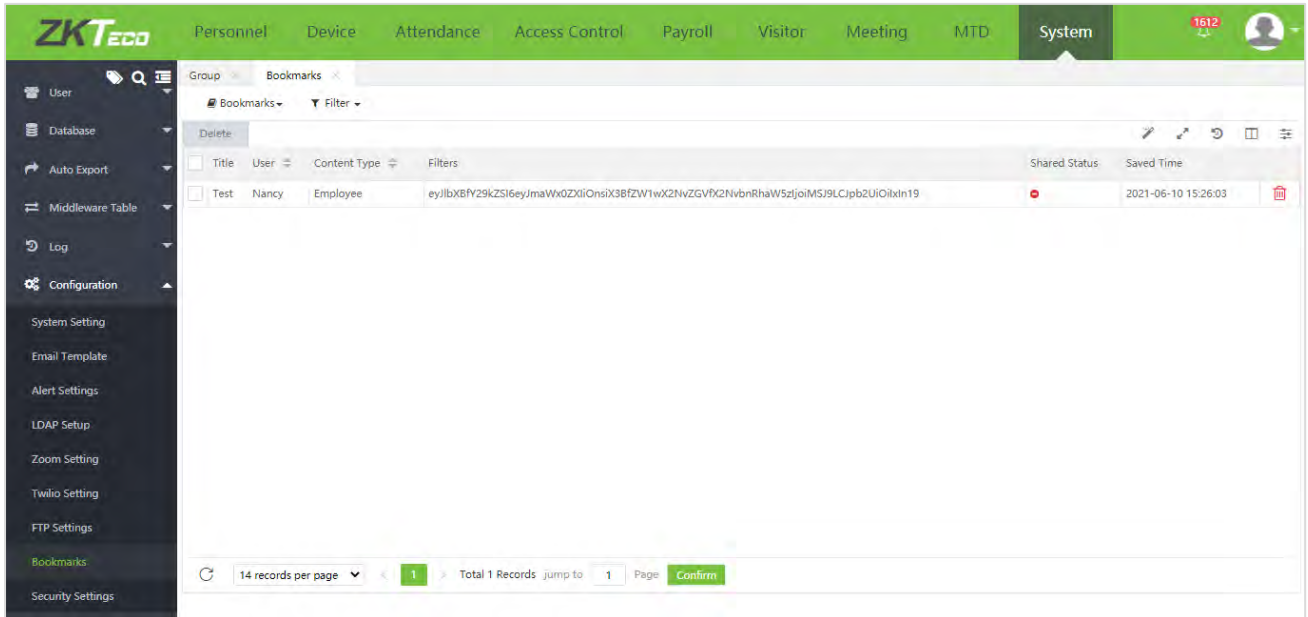 ZKTeco Personnel Device Attendance Access Control Payroll Visitor Meeting MTD System 1612
Group Bookmarks
User
Bookmarks Filter
Database
Delete
Title User Content Type Filters Shared Status Saved Time
Auto Export
Test Nancy Employee eyJlbXBfY29kZSI6eyJmaWx0ZXIiOnsiX3BfZW1wX2NvZGVfX2NvbnRhaW5zIjoiMSJ9LCJpb2UiOiIxIn19 2021-06-10 15:26:03
Middleware Table
Log
Configuration
System Setting
Email Template
Alert Settings
LDAP Setup
Zoom Setting
Twilio Setting
FTP Settings
Bookmarks
14 records per page 1 Total 1 Records jump to 1 Page Confirm
Security Settings